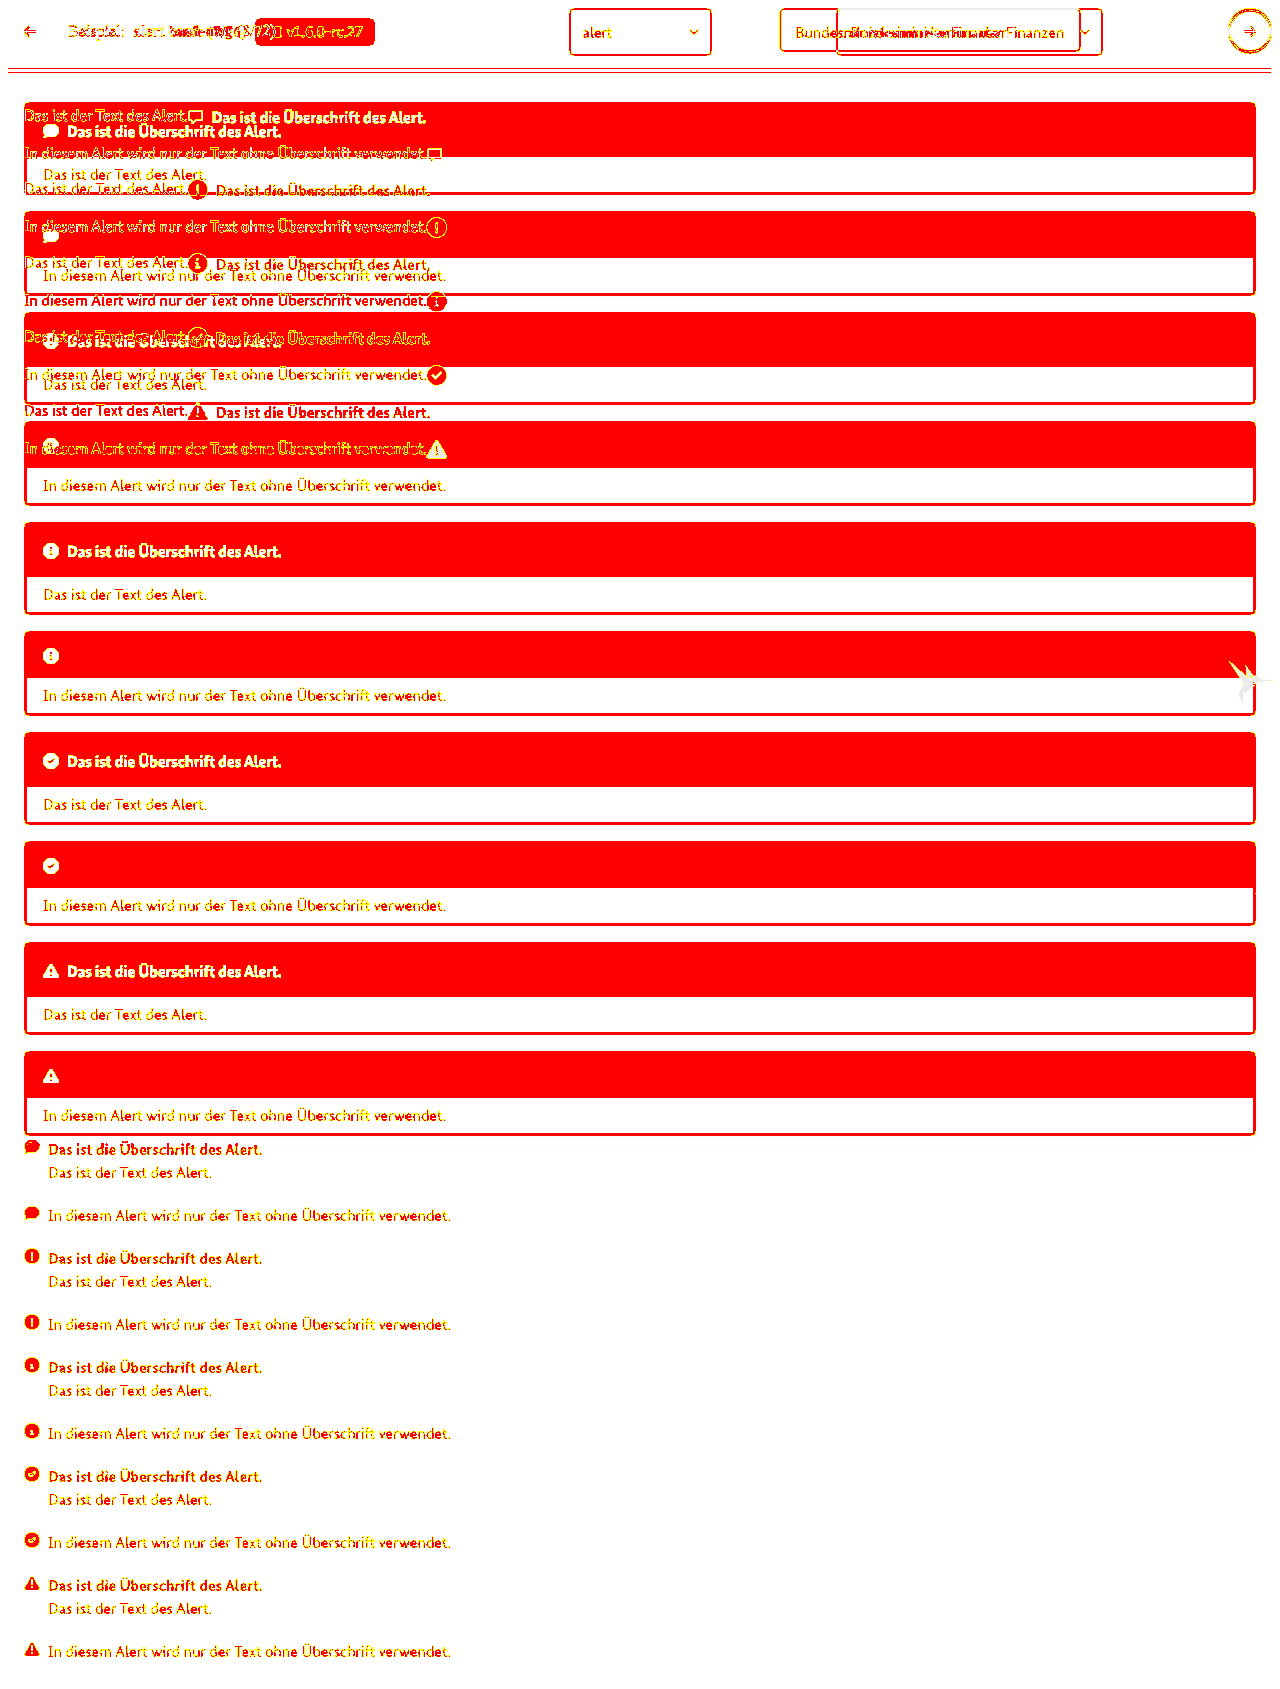 Beispiel: alert v1.6.0-rc.27
alert
Bundesministerium der Finanzen
Das ist der Text des Alert. Das ist die Überschrift des Alert.
Das ist die Überschrift des Alert.
In diesem Alert wird nur der Text ohne Überschrift verwendet.
Das ist der Text des Alert.
Das ist der Text des Alert. Das ist die Überschrift des Alert.
In diesem Alert wird nur der Text ohne Überschrift verwendet.
Das ist der Text des Alert. Das ist die Überschrift des Alert.
In diesem Alert wird nur der Text ohne Überschrift verwendet.
In diesem Alert wird nur der Text ohne Überschrift verwendet.
Das ist der Text des Alert. Das ist die Überschrift des Alert.
Das ist die Überschrift des Alert.
In diesem Alert wird nur der Text ohne Überschrift verwendet.
Das ist der Text des Alert.
Das ist der Text des Alert. Das ist die Überschrift des Alert.
In diesem Alert wird nur der Text ohne Überschrift verwendet.
In diesem Alert wird nur der Text ohne Überschrift verwendet.
Das ist die Überschrift des Alert.
Das ist der Text des Alert.
In diesem Alert wird nur der Text ohne Überschrift verwendet.
Das ist die Überschrift des Alert.
Das ist der Text des Alert.
In diesem Alert wird nur der Text ohne Überschrift verwendet.
Das ist die Überschrift des Alert.
Das ist der Text des Alert.
In diesem Alert wird nur der Text ohne Überschrift verwendet.
Das ist die Überschrift des Alert.
Das ist der Text des Alert.
In diesem Alert wird nur der Text ohne Überschrift verwendet.
Das ist die Überschrift des Alert.
Das ist der Text des Alert.
In diesem Alert wird nur der Text ohne Überschrift verwendet.
Das ist die Überschrift des Alert.
Das ist der Text des Alert.
In diesem Alert wird nur der Text ohne Überschrift verwendet.
Das ist die Überschrift des Alert.
Das ist der Text des Alert.
In diesem Alert wird nur der Text ohne Überschrift verwendet.
Das ist die Überschrift des Alert.
Das ist der Text des Alert.
In diesem Alert wird nur der Text ohne Überschrift verwendet.